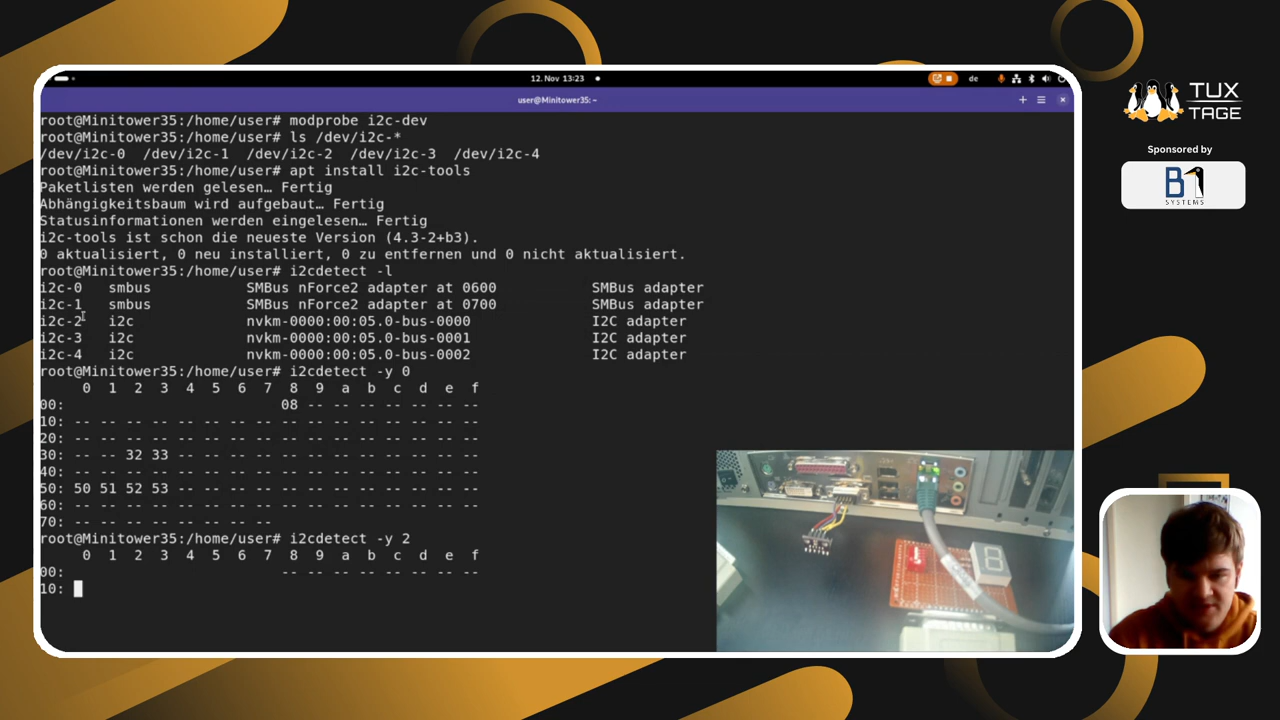 12. Nov 13:23
de
user@Minitower35: ~
root@Minitower35:/home/user# modprobe i2c-dev
root@Minitower35:/home/user# ls /dev/i2c-*
/dev/i2c-0  /dev/i2c-1  /dev/i2c-2  /dev/i2c-3  /dev/i2c-4
root@Minitower35:/home/user# apt install i2c-tools
Paketlisten werden gelesen… Fertig
Abhängigkeitsbaum wird aufgebaut… Fertig
Statusinformationen werden eingelesen… Fertig
i2c-tools ist schon die neueste Version (4.3-2+b3).
0 aktualisiert, 0 neu installiert, 0 zu entfernen und 0 nicht aktualisiert.
root@Minitower35:/home/user# i2cdetect -l
i2c-0   smbus           SMBus nForce2 adapter at 0600           SMBus adapter
i2c-1   smbus           SMBus nForce2 adapter at 0700           SMBus adapter
i2c-2   i2c             nvkm-0000:00:05.0-bus-0000              I2C adapter
i2c-3   i2c             nvkm-0000:00:05.0-bus-0001              I2C adapter
i2c-4   i2c             nvkm-0000:00:05.0-bus-0002              I2C adapter
root@Minitower35:/home/user# i2cdetect -y 0
     0  1  2  3  4  5  6  7  8  9  a  b  c  d  e  f
00:                         08 -- -- -- -- -- -- --
10: -- -- -- -- -- -- -- -- -- -- -- -- -- -- -- --
20: -- -- -- -- -- -- -- -- -- -- -- -- -- -- -- --
30: -- -- 32 33 -- -- -- -- -- -- -- -- -- -- -- --
40: -- -- -- -- -- -- -- -- -- -- -- -- -- -- -- --
50: 50 51 52 53 -- -- -- -- -- -- -- -- -- -- -- --
60: -- -- -- -- -- -- -- -- -- -- -- -- -- -- -- --
70: -- -- -- -- -- -- -- --
root@Minitower35:/home/user# i2cdetect -y 2
     0  1  2  3  4  5  6  7  8  9  a  b  c  d  e  f
00:                         -- -- -- -- -- -- -- --
10:
TUX
TAGE
Sponsored by
B1
SYSTEMS